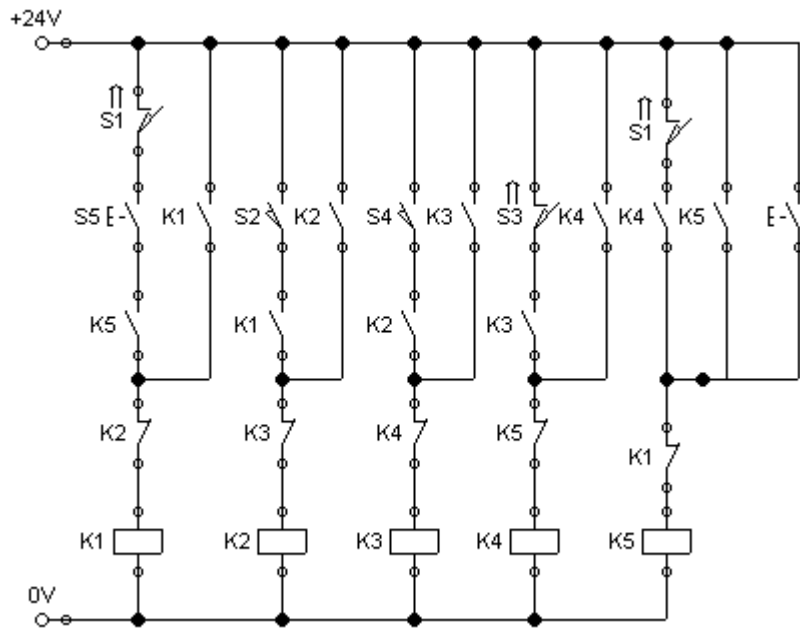 +24V
S1
S1
S5 E- K1 S2 K2 S4 K3 S3 K4 K4 K5 E-
K5 K1 K2 K3
K2 K3 K4 K5
K1
K1 K2 K3 K4 K5
0V